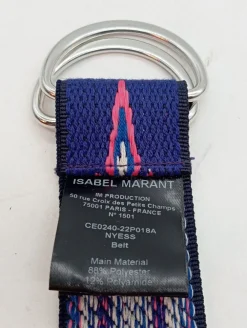 ISABEL MARANT
IM PRODUCTION
50 rue Croix des Petits Champs
75001 PARIS - FRANCE
N° 1501
CE0240-22P018A
NYESS
Belt
Main Material
88% Polyester
12% Polyamide